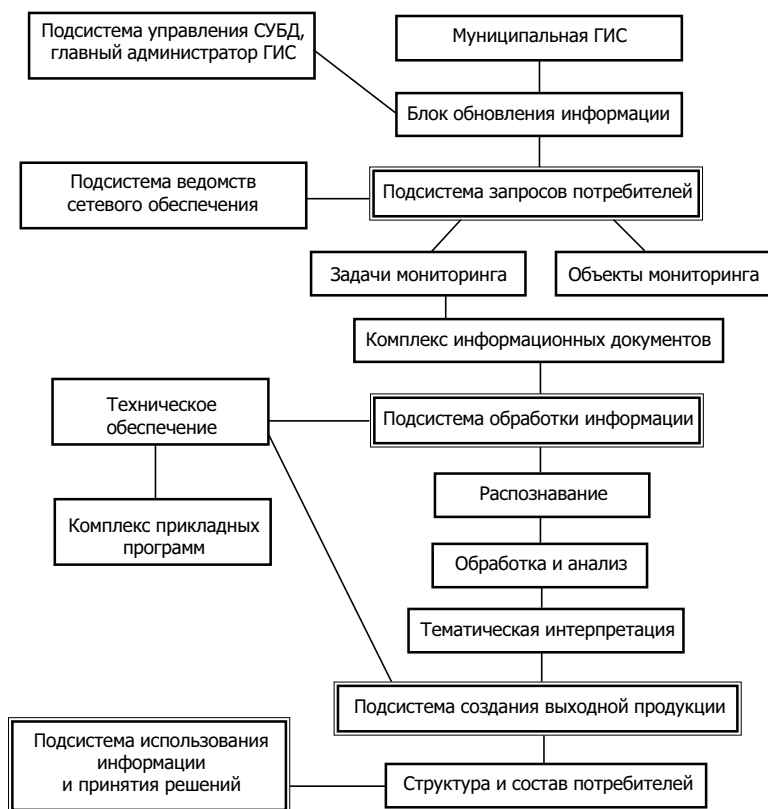 Подсистема управления СУБД,
главный администратор ГИС
Муниципальная ГИС
Блок обновления информации
Подсистема ведомств
сетевого обеспечения
Подсистема запросов потребителей
Задачи мониторинга
Объекты мониторинга
Комплекс информационных документов
Техническое
обеспечение
Подсистема обработки информации
Распознавание
Комплекс прикладных
программ
Обработка и анализ
Тематическая интерпретация
Подсистема создания выходной продукции
Подсистема использования
информации
и принятия решений
Структура и состав потребителей